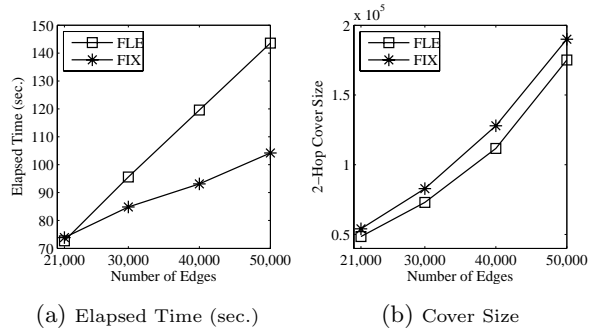 150
140
130
120
110
100
90
80
70
Elapsed Time (sec.)
FLE
FIX
21,000 30,000 40,000 50,000
Number of Edges
(a) Elapsed Time (sec.)
x 10^5
2
1.5
1
0.5
2−Hop Cover Size
FLE
FIX
21,000 30,000 40,000 50,000
Number of Edges
(b) Cover Size